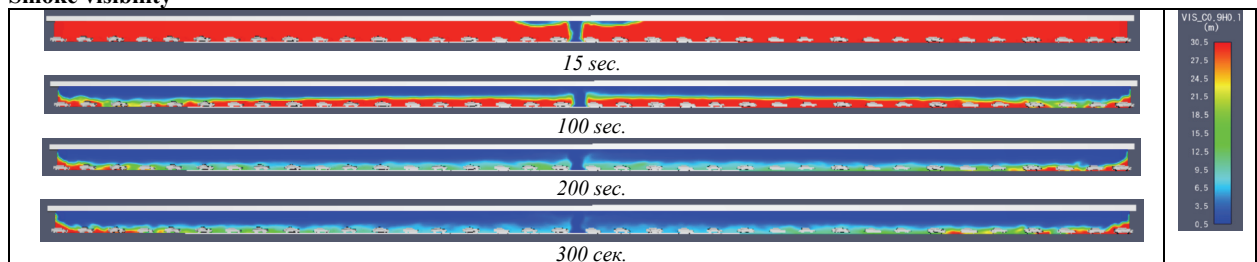 Smoke visibility
15 sec.
100 sec.
200 sec.
300 сек.
VIS_C0.9H0.1
(m)
30.5
27.5
24.5
21.5
18.5
15.5
12.5
9.5
6.5
3.5
0.5